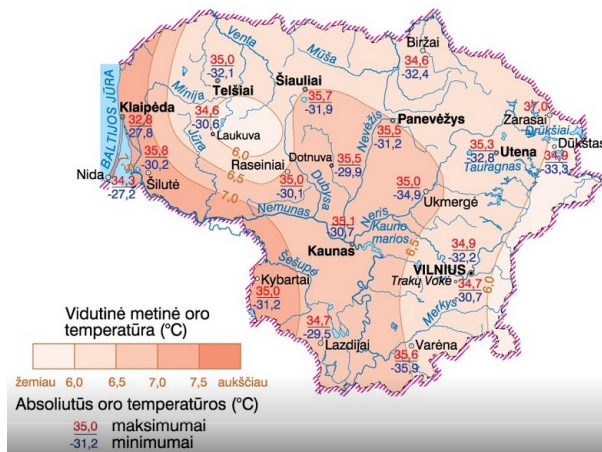 Venta
Mūša
Biržai
34,6
-32,4
35,0
-32,1
Telšiai
Šiauliai
35,7
-31,9
BALTIJOS JŪRA
Klaipėda
32,8
-27,8
Minija
34,6
-30,6
Laukuva
Jūra
6,0
6,5
7,0
Nevėžis
Panevėžys
35,5
-31,2
37,0
Zarasai
Drūkšiai
Dūkštas
34,9
-33,3
35,3
-32,8
Utena
Tauragnas
35,8
-30,2
Šilutė
Nida
34,3
-27,2
Raseiniai
35,0
-30,1
Dotnuva
35,5
-29,9
Dubysa
35,0
-34,9
Ukmergė
Nemunas
35,1
-30,7
Kaunas
Neris
Kauno
marios
6,5
34,9
-32,2
VILNIUS
Trakų Vokė
34,7
-30,7
6,0
Merkys
Šešupė
Kybartai
35,0
-31,2
34,7
-29,5
Lazdijai
Varėna
35,6
-35,9
Vidutinė metinė oro
temperatūra (°C)
žemiau 6,0 6,5 7,0 7,5 aukščiau
Absoliutūs oro temperatūros (°C)
35,0 maksimumai
-31,2 minimumai